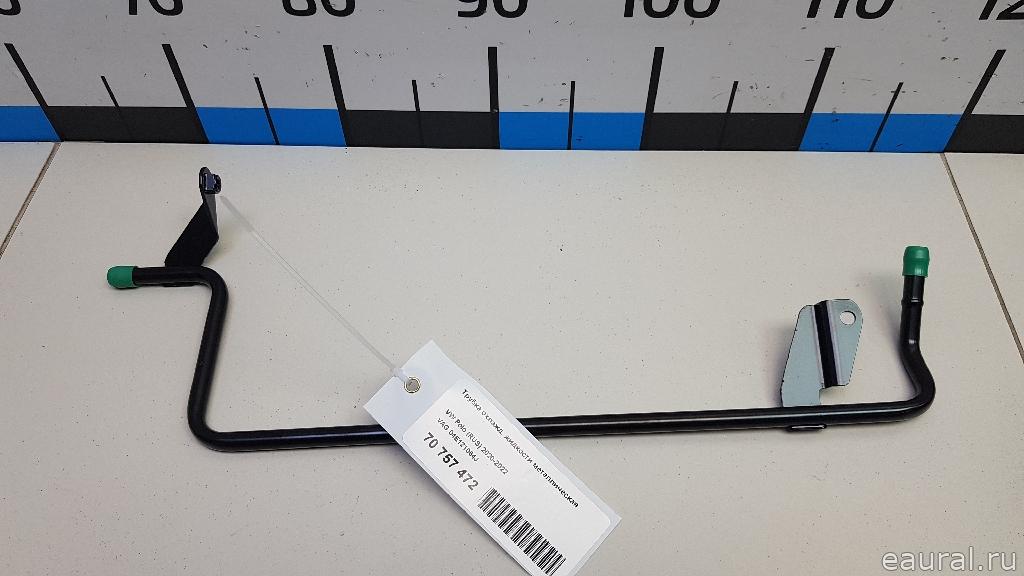 80 90 100 110
Трубка охлажд. жидкости металлическая
VW Polo (RUS) 2020-2022
70 757 472
eaural.ru